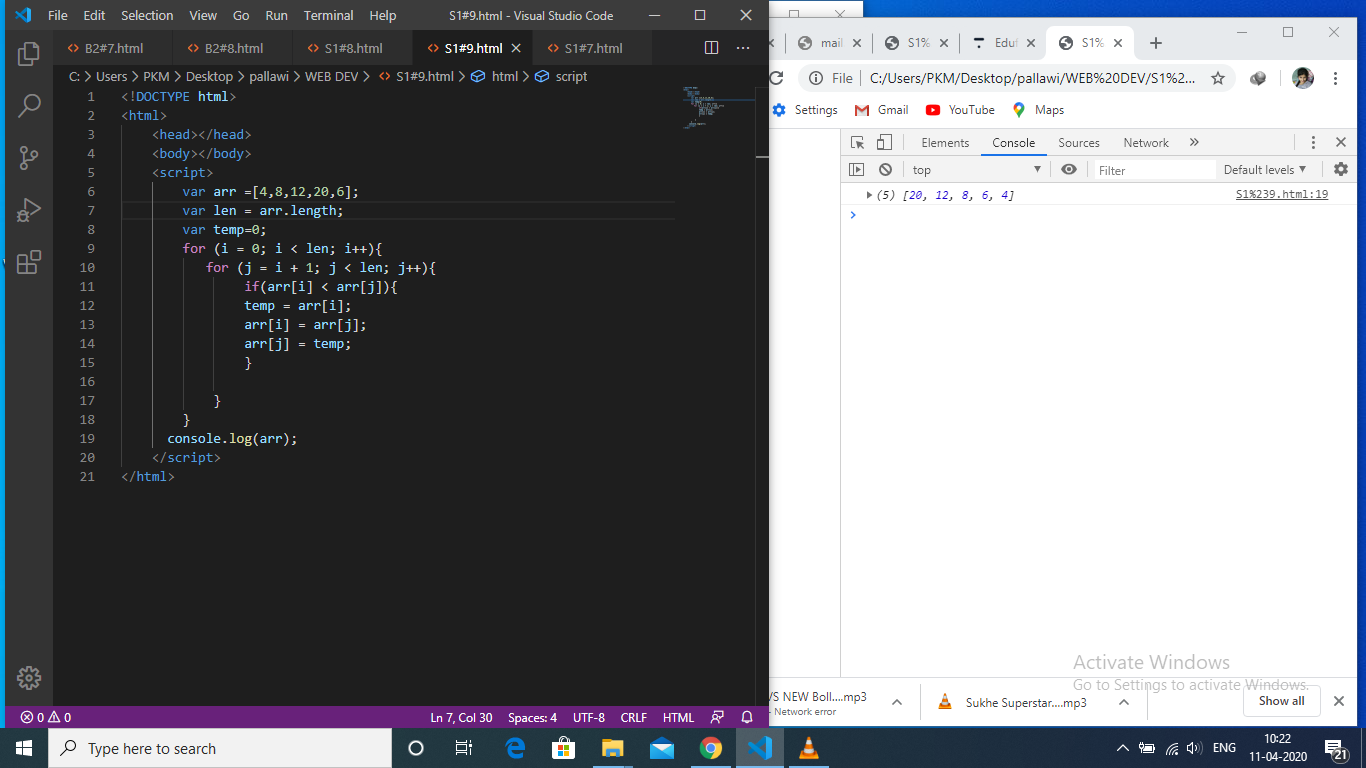 File Edit Selection View Go Run Terminal Help S1#9.html - Visual Studio Code
B2#7.html B2#8.html S1#8.html S1#9.html S1#7.html
C: > Users > PKM > Desktop > pallawi > WEB DEV > S1#9.html > html > script
1 <!DOCTYPE html>
2 <html>
3 <head></head>
4 <body></body>
5 <script>
6 var arr =[4,8,12,20,6];
7 var len = arr.length;
8 var temp=0;
9 for (i = 0; i < len; i++){
10 for (j = i + 1; j < len; j++){
11 if(arr[i] < arr[j]){
12 temp = arr[i];
13 arr[i] = arr[j];
14 arr[j] = temp;
15 }
16
17 }
18 }
19 console.log(arr);
20 </script>
21 </html>
0 0 Ln 7, Col 30 Spaces: 4 UTF-8 CRLF HTML
mail S1% Edu S1%
File C:/Users/PKM/Desktop/pallawi/WEB%20DEV/S1%2...
Settings Gmail YouTube Maps
Elements Console Sources Network »
top Filter Default levels
(5) [20, 12, 8, 6, 4] S1%239.html:19
Activate Windows
Go to Settings to activate Windows.
VS NEW Boll....mp3
- Network error
Sukhe Superstar....mp3
Show all
Type here to search
ENG
10:22
11-04-2020
21